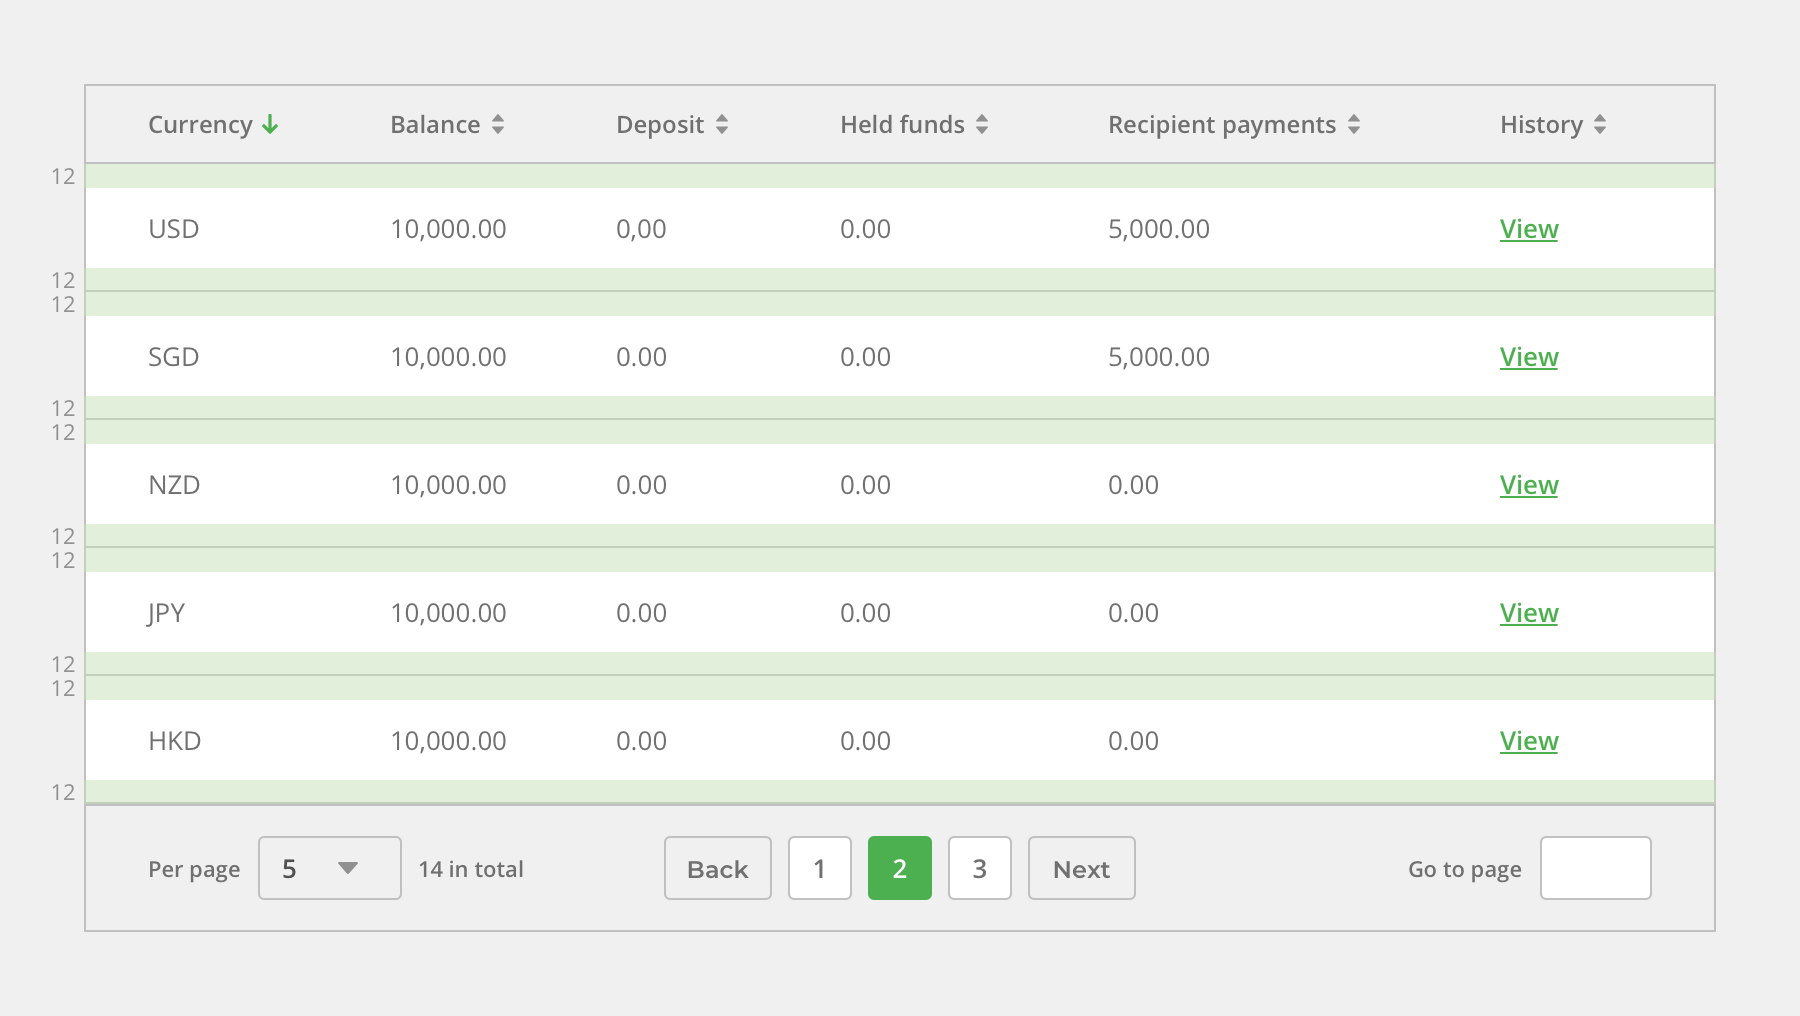 Currency Balance Deposit Held funds Recipient payments History
12
USD 10,000.00 0,00 0.00 5,000.00 View
12
12
SGD 10,000.00 0.00 0.00 5,000.00 View
12
12
NZD 10,000.00 0.00 0.00 0.00 View
12
12
JPY 10,000.00 0.00 0.00 0.00 View
12
12
HKD 10,000.00 0.00 0.00 0.00 View
12
Per page 5 14 in total Back 1 2 3 Next Go to page